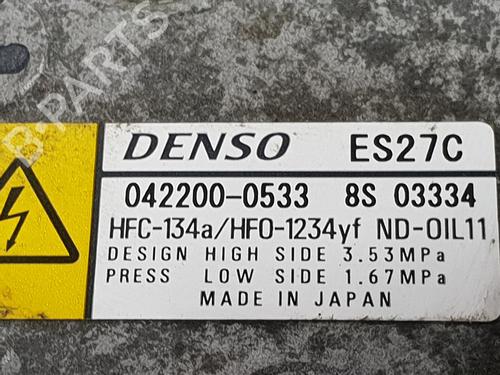 DENSO ES27C
042200-0533 8S 03334
HFC-134a/HFO-1234yf ND-OIL11
DESIGN HIGH SIDE 3.53MPa
PRESS LOW SIDE 1.67MPa
MADE IN JAPAN
B-PARTS